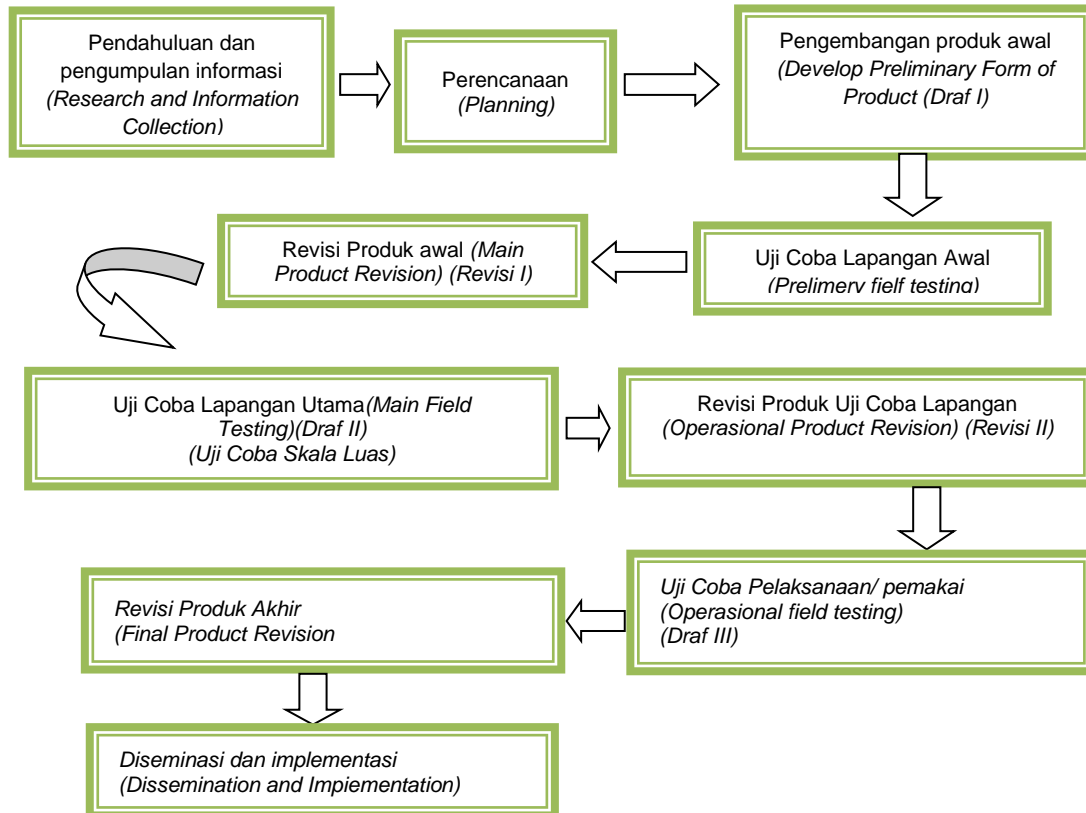 Pendahuluan dan
pengumpulan informasi
(Research and Information
Collection)
Perencanaan
(Planning)
Pengembangan produk awal
(Develop Preliminary Form of
Product (Draf I)
Revisi Produk awal (Main
Product Revision) (Revisi I)
Uji Coba Lapangan Awal
(Prelimery fielf testing)
Uji Coba Lapangan Utama(Main Field
Testing)(Draf II)
(Uji Coba Skala Luas)
Revisi Produk Uji Coba Lapangan
(Operasional Product Revision) (Revisi II)
Uji Coba Pelaksanaan/ pemakai
(Operasional field testing)
(Draf III)
Revisi Produk Akhir
(Final Product Revision
Diseminasi dan implementasi
(Dissemination and Impiementation)